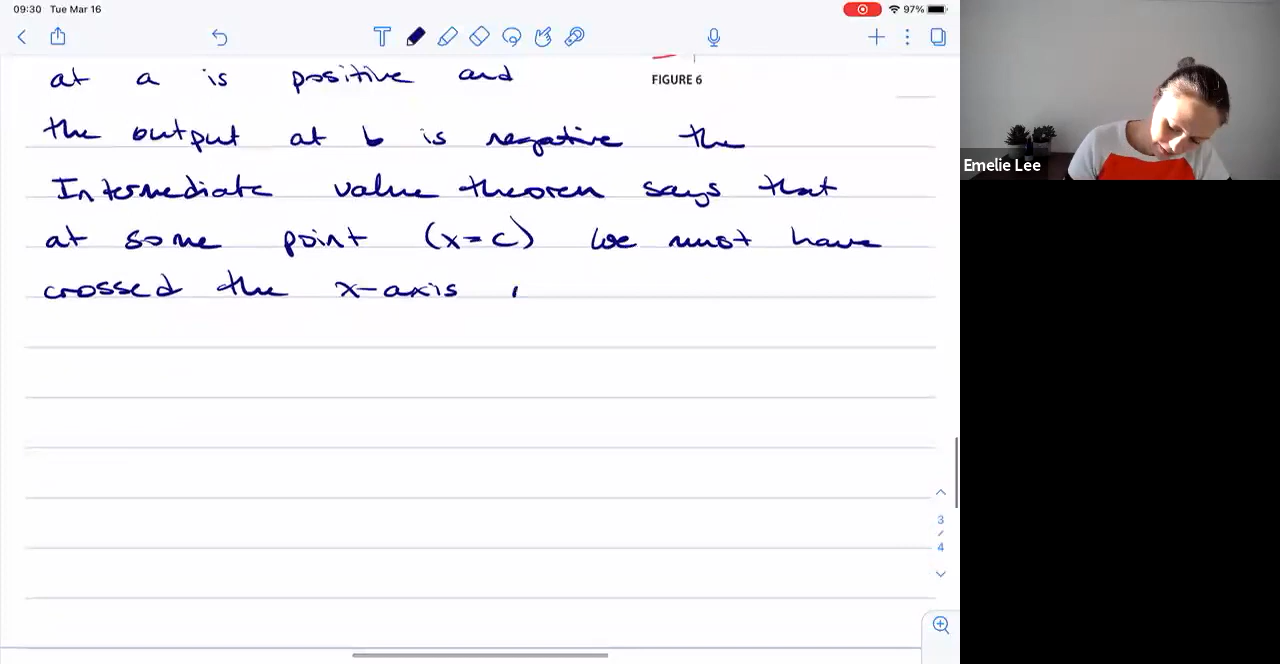 09:30 Tue Mar 16
97%
at a is positive and
FIGURE 6
the output at b is negative the
Intermediate value theoren says that
at some point (x=c) we must have
crossed the x-axis
3
/
4
Emelie Lee